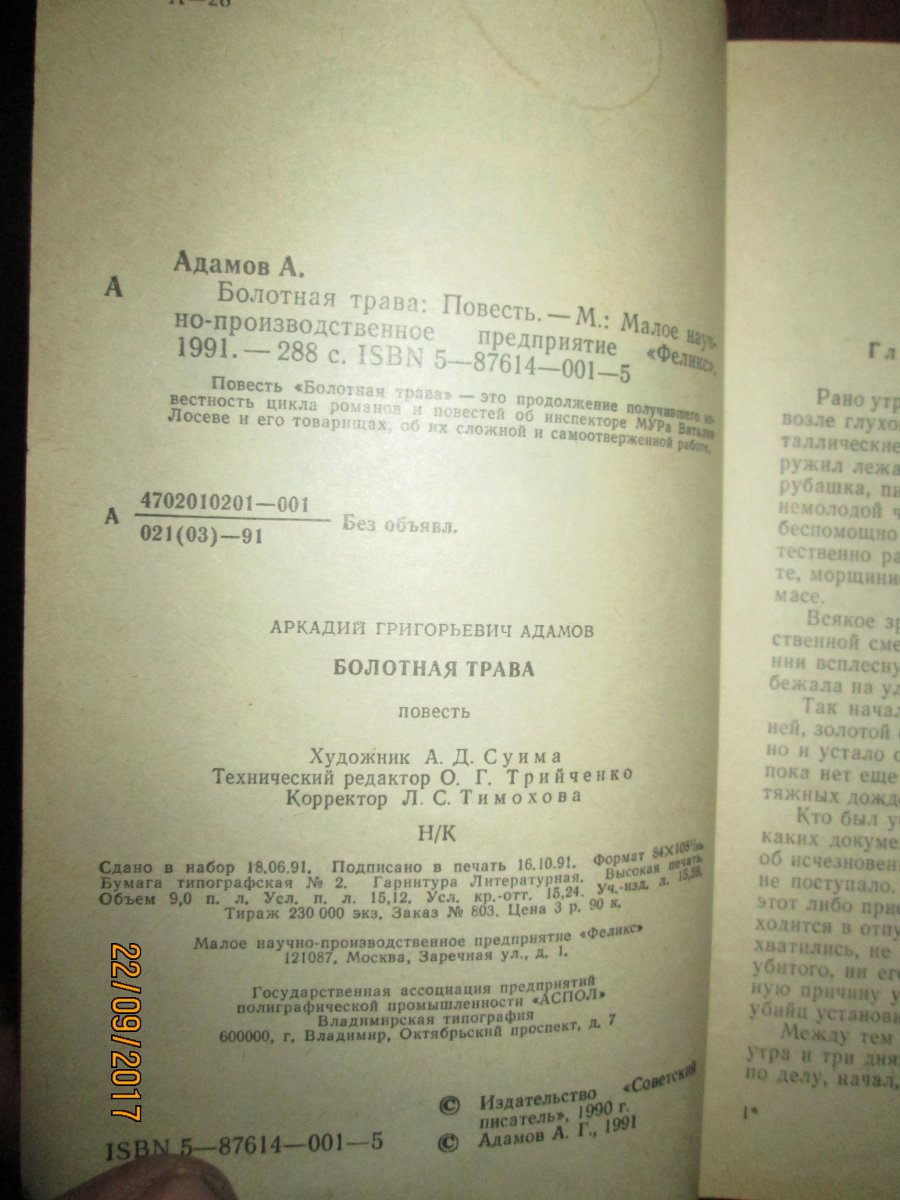 А
Адамов А.
Болотная трава: Повесть. — М.: Малое науч-
но-производственное предприятие «Феликс»,
1991. — 288 с. ISBN 5—87614—001—5
Повесть «Болотная трава» — это продолжение получившего из-
вестность цикла романов и повестей об инспекторе МУРа Виталии
Лосеве и его товарищах, об их сложной и самоотверженной работе.
А 4702010201—001
021(03)—91
Без объявл.
АРКАДИЙ ГРИГОРЬЕВИЧ АДАМОВ
БОЛОТНАЯ ТРАВА
повесть
Художник А. Д. Суима
Технический редактор О. Г. Трийченко
Корректор Л. С. Тимохова
Н/К
Сдано в набор 18.06.91. Подписано в печать 16.10.91. Формат
Бумага типографская № 2. Гарнитура Литературная. Высокая печать.
Объем 9,0 п. л. Усл. п. л. 15,12. Усл. кр.-отт. 15,24. Уч.-изд. л.
Тираж 230 000 экз. Заказ № 803. Цена 3 р. 90 к.
Малое научно-производственное предприятие «Феликс»
121087, Москва, Заречная ул., д. 1.
Государственная ассоциация предприятий
полиграфической промышленности «АСПОЛ»
Владимирская типография
600000, г. Владимир, Октябрьский проспект, д. 7
ISBN 5—87614—001—5
© Издательство «Советский
писатель», 1990 г.
© Адамов А. Г., 1991
22/09/2017
Гл
Рано утр
возле глухо
таллические
ружил лежа
рубашка, пи
немолодой ч
беспомощно
тественно ра
те, морщини
масе.
Всякое зр
ственной сме
нии всплесну
бежала на ул
Так начал
ней, золотой
но и устало с
пока нет еще
тяжных дожд
Кто был у
каких докуме
об исчезновен
не поступало.
этот либо прие
ходится в отпу
хватились, не
убитого, ни ег
ную причину у
убийц установ
Между тем
утра и три дня
по делу, начал,
1*